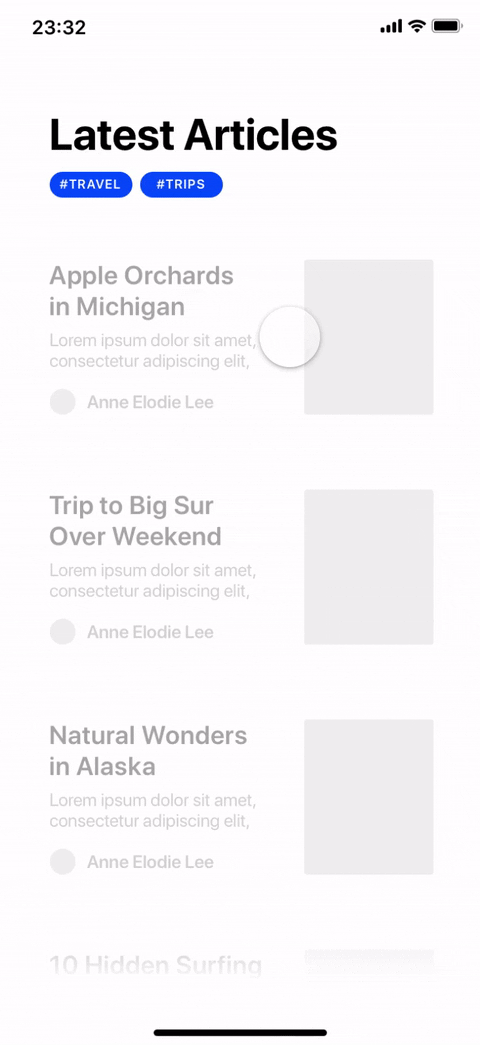 23:32
Latest Articles
#TRAVEL #TRIPS
Apple Orchards
in Michigan
Lorem ipsum dolor sit amet,
consectetur adipiscing elit,
Anne Elodie Lee
Trip to Big Sur
Over Weekend
Lorem ipsum dolor sit amet,
consectetur adipiscing elit,
Anne Elodie Lee
Natural Wonders
in Alaska
Lorem ipsum dolor sit amet,
consectetur adipiscing elit,
Anne Elodie Lee
10 Hidden Surfing